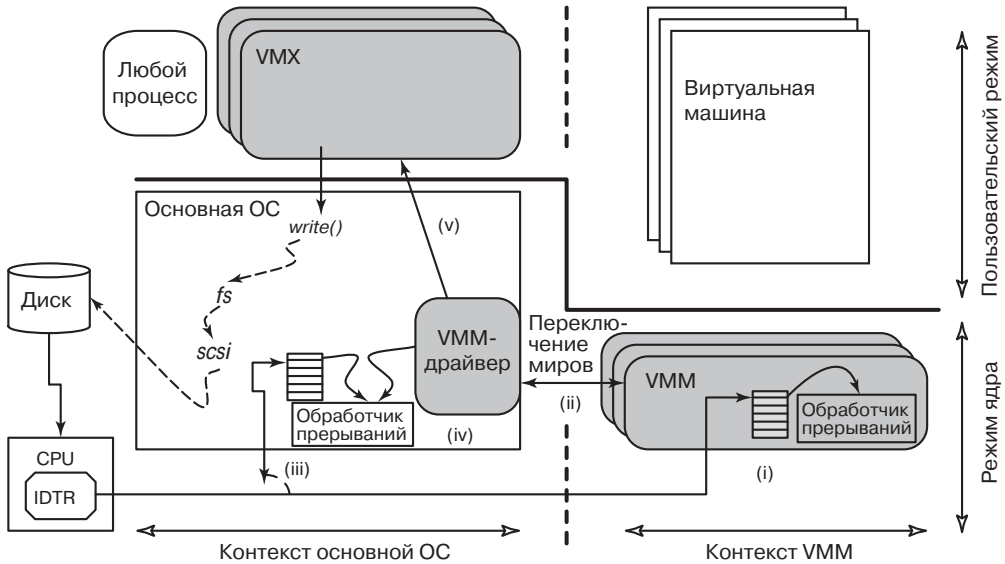 Любой
процесс
VMX
Виртуальная
машина
Пользовательский режим
Основная ОС
write()
(v)
fs
Диск
scsi
VMM-
драйвер
Переклю-
чение
миров
(ii)
VMM
Обработчик
прерываний
(iv)
Обработчик
прерываний
(i)
Режим ядра
CPU
IDTR
(iii)
Контекст основной ОС
Контекст VMM